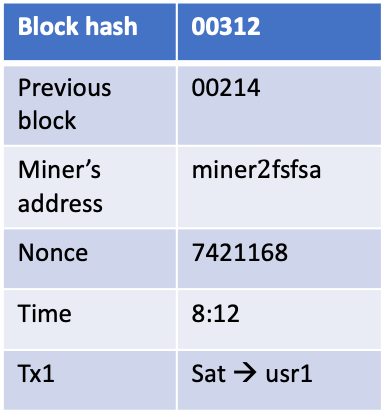 Block hash 00312
Previous 00214
block
Miner’s miner2fsfsa
address
Nonce 7421168
Time 8:12
Tx1 Sat → usr1